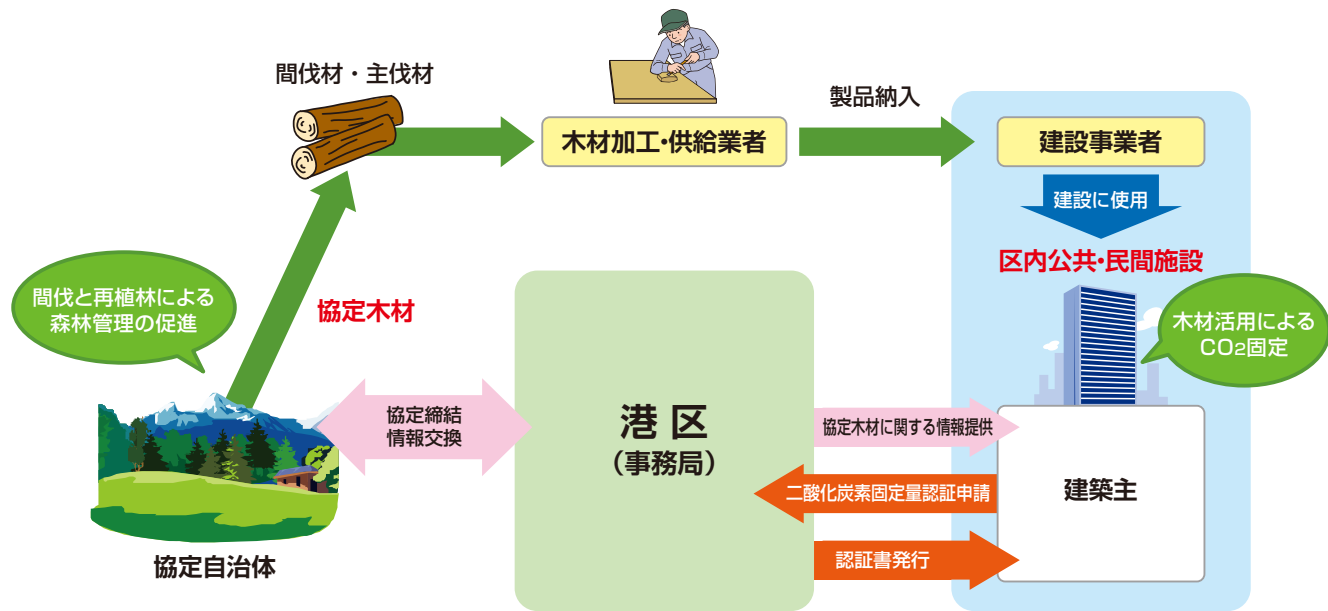 間伐材・主伐材
木材加工・供給業者
製品納入
建設事業者
建設に使用
区内公共・民間施設
木材活用による
CO2固定
間伐と再植林による
森林管理の促進
協定木材
協定締結
情報交換
港区
（事務局）
協定木材に関する情報提供
二酸化炭素固定量認証申請
認証書発行
建築主
協定自治体